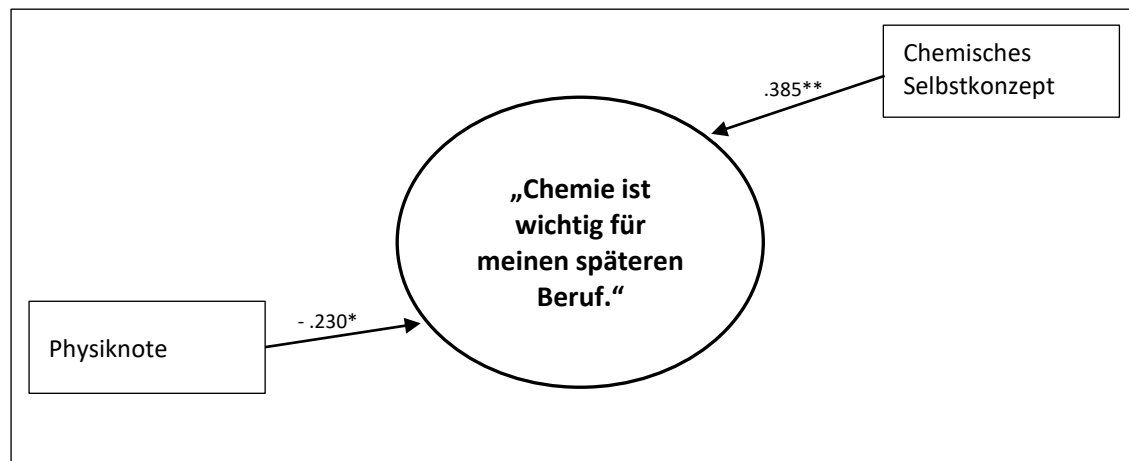 Chemisches
Selbstkonzept
.385**
„Chemie ist
wichtig für
meinen späteren
Beruf.“
- .230*
Physiknote